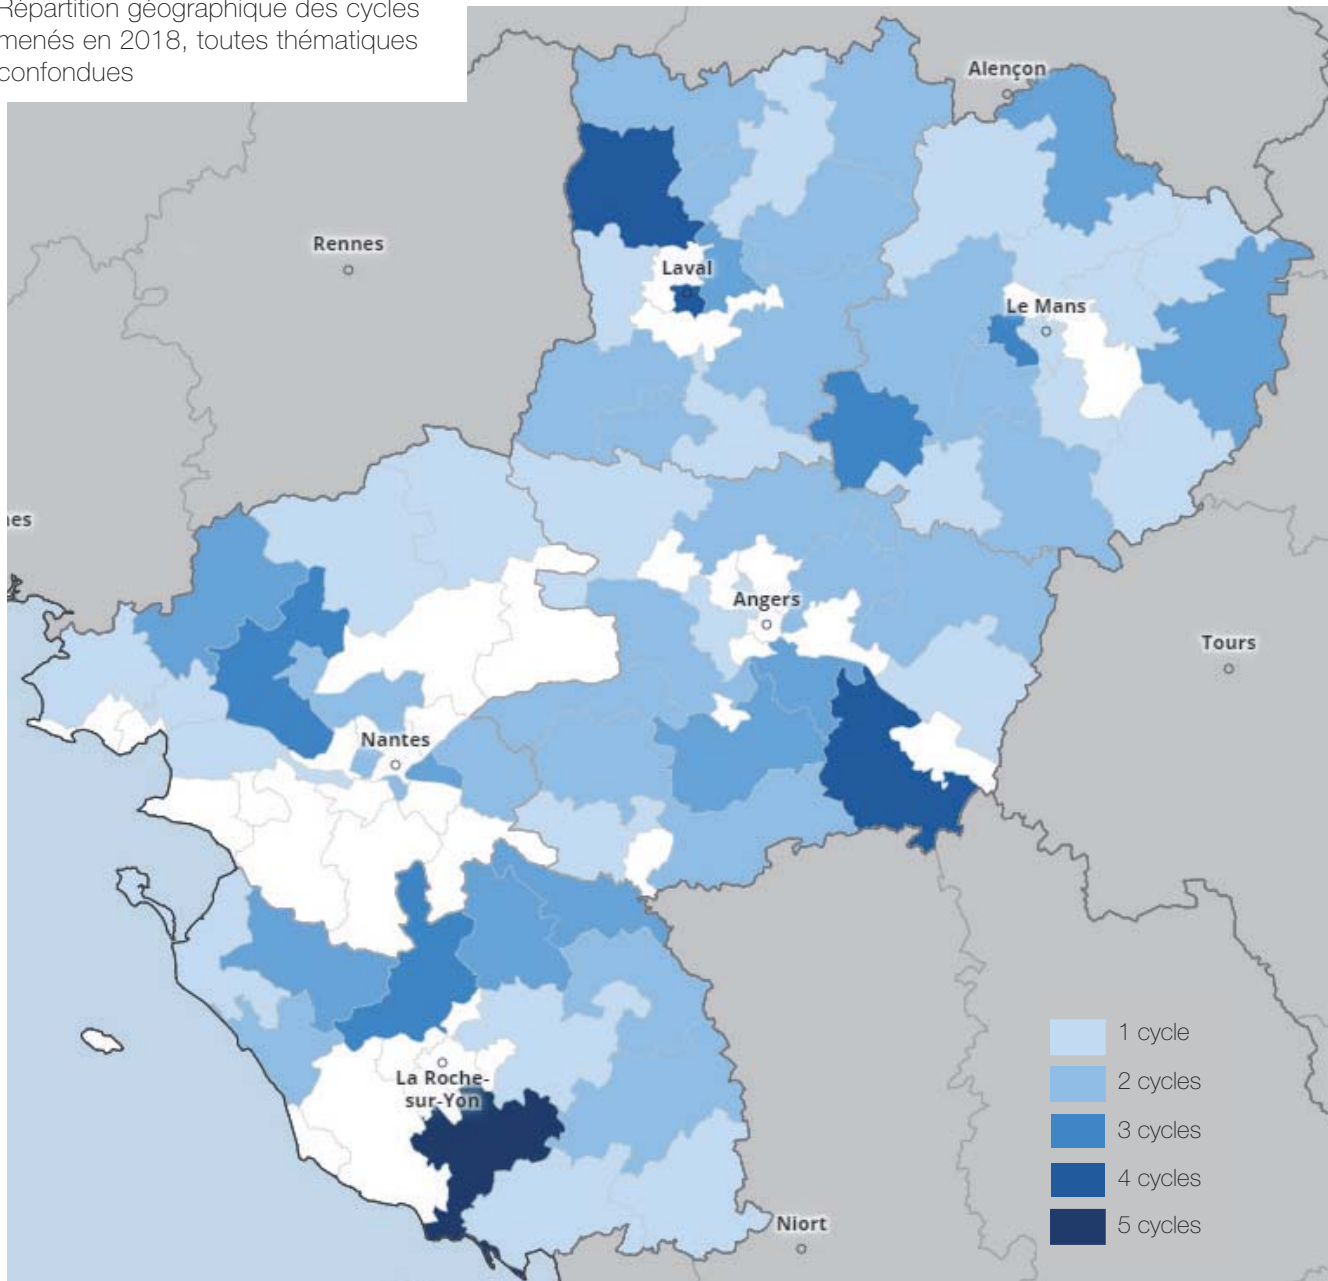 Répartition géographique des cycles
menés en 2018, toutes thématiques
confondues
Alençon
Rennes
Laval
Le Mans
nes
Angers
Tours
Nantes
La Roche-
sur-Yon
Niort
1 cycle
2 cycles
3 cycles
4 cycles
5 cycles